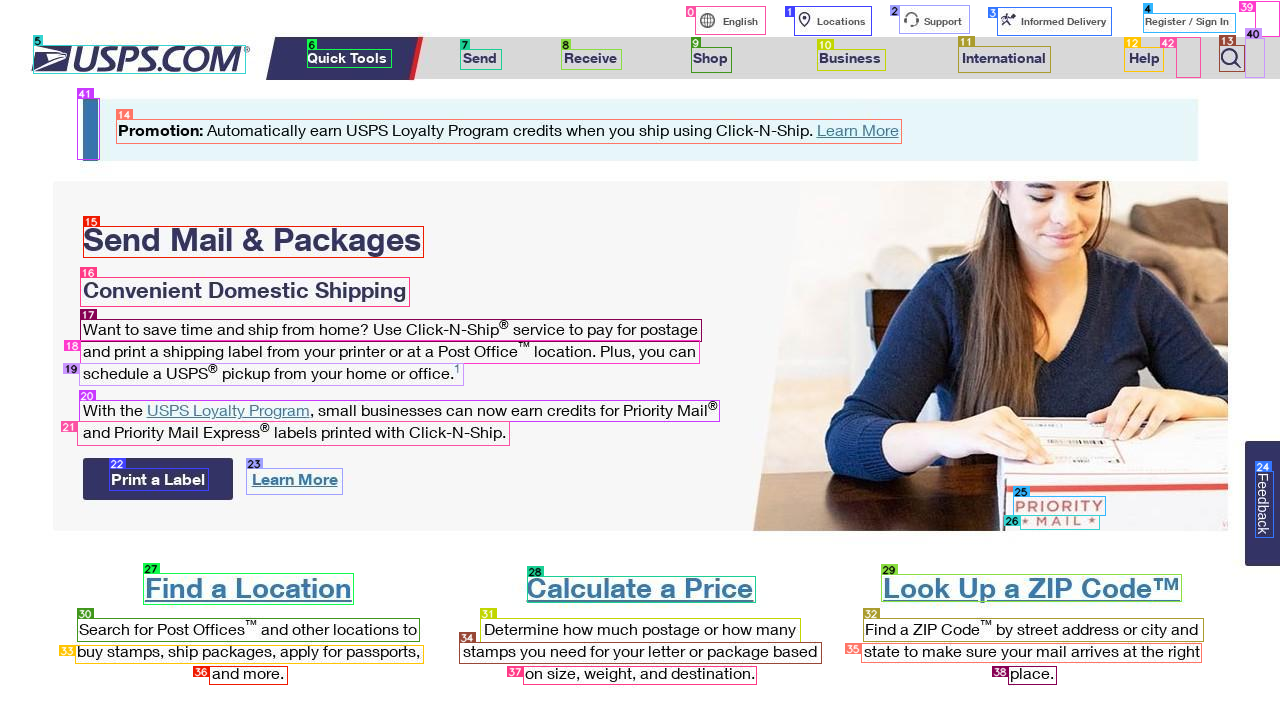 0 English
1 Locations
2 Support
3 Informed Delivery
4 Register / Sign In
39
40
5 USPS.COM®
6 Quick Tools
7 Send
8 Receive
9 Shop
10 Business
11 International
12 Help
42
13
41
14 Promotion: Automatically earn USPS Loyalty Program credits when you ship using Click-N-Ship. Learn More
15 Send Mail & Packages
16 Convenient Domestic Shipping
17 Want to save time and ship from home? Use Click-N-Ship® service to pay for postage
18 and print a shipping label from your printer or at a Post Office™ location. Plus, you can
19 schedule a USPS® pickup from your home or office.1
20 With the USPS Loyalty Program, small businesses can now earn credits for Priority Mail®
21 and Priority Mail Express® labels printed with Click-N-Ship.
22 Print a Label
23 Learn More
24 Feedback
25 PRIORITY
26 ★ MAIL ★
27 Find a Location
30 Search for Post Offices™ and other locations to
33 buy stamps, ship packages, apply for passports,
36 and more.
28 Calculate a Price
31 Determine how much postage or how many
34 stamps you need for your letter or package based
37 on size, weight, and destination.
29 Look Up a ZIP Code™
32 Find a ZIP Code™ by street address or city and
35 state to make sure your mail arrives at the right
38 place.